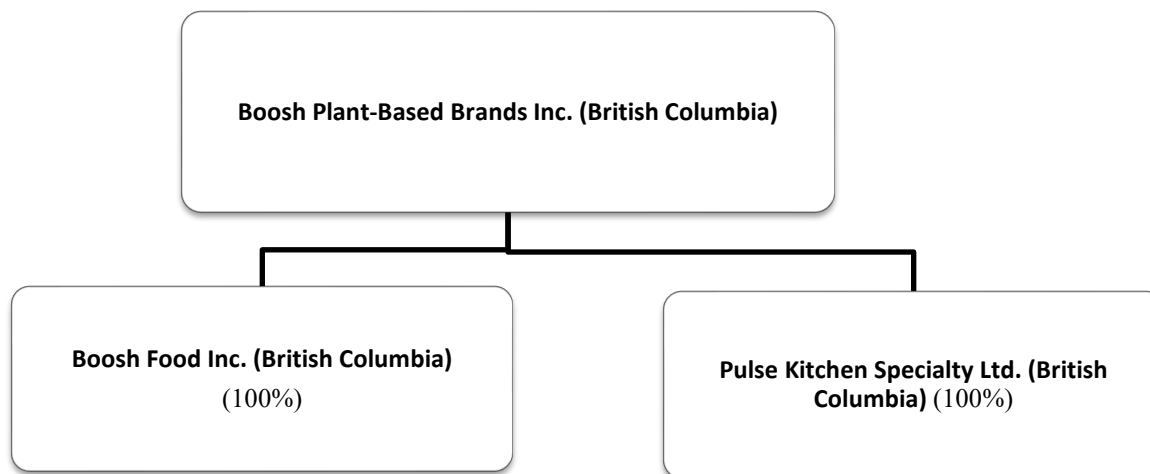 Boosh Plant-Based Brands Inc. (British Columbia)
Boosh Food Inc. (British Columbia)
(100%)
Pulse Kitchen Specialty Ltd. (British
Columbia) (100%)